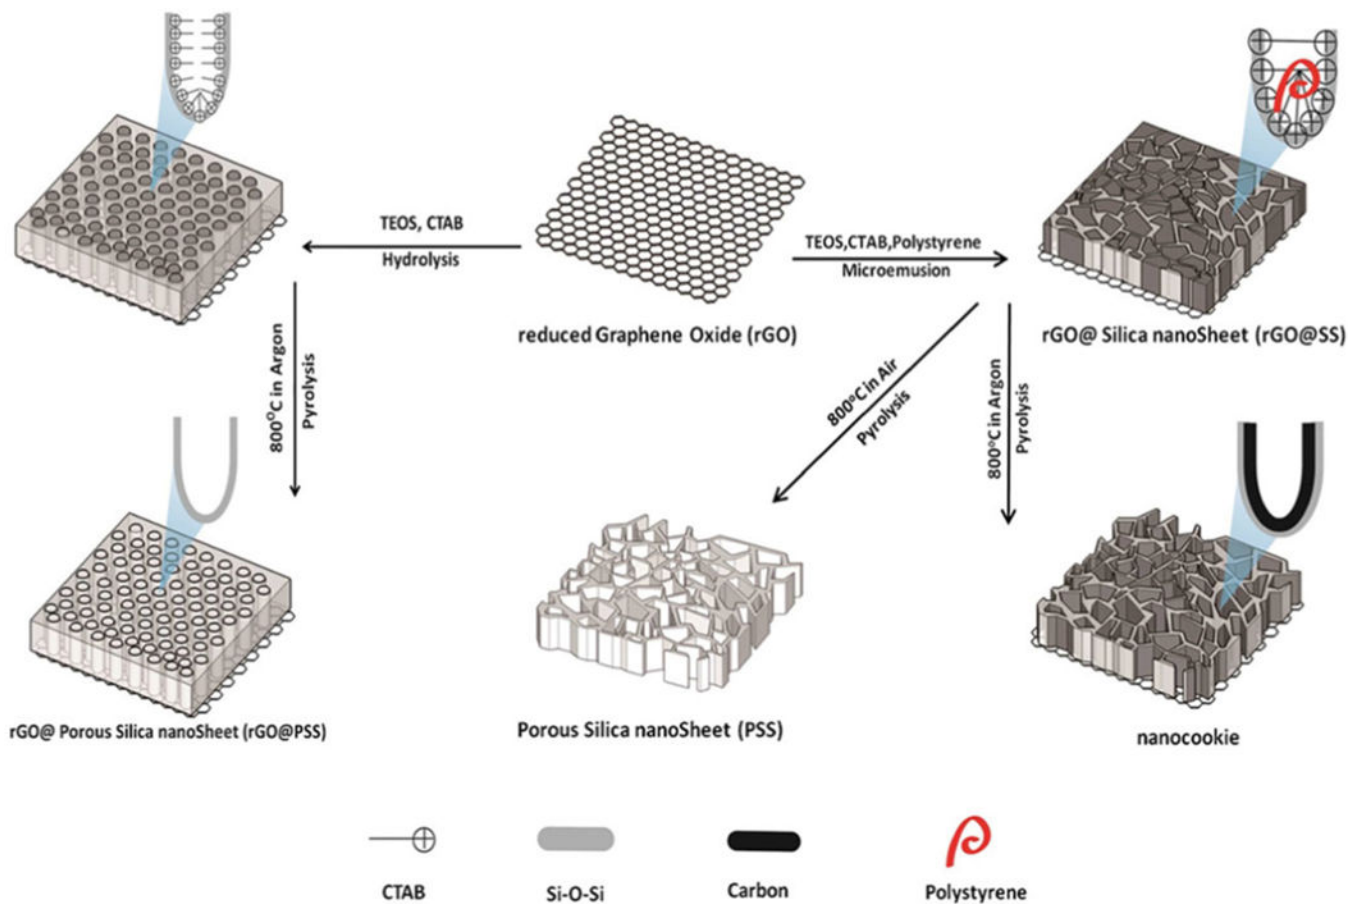 TEOS, CTAB
Hydrolysis
TEOS,CTAB,Polystyrene
Microemusion
reduced Graphene Oxide (rGO)
rGO@ Silica nanoSheet (rGO@SS)
800°C in Argon
Pyrolysis
800°C in Air
Pyrolysis
800°C in Argon
Pyrolysis
rGO@ Porous Silica nanoSheet (rGO@PSS)
Porous Silica nanoSheet (PSS)
nanocookie
CTAB
Si-O-Si
Carbon
Polystyrene